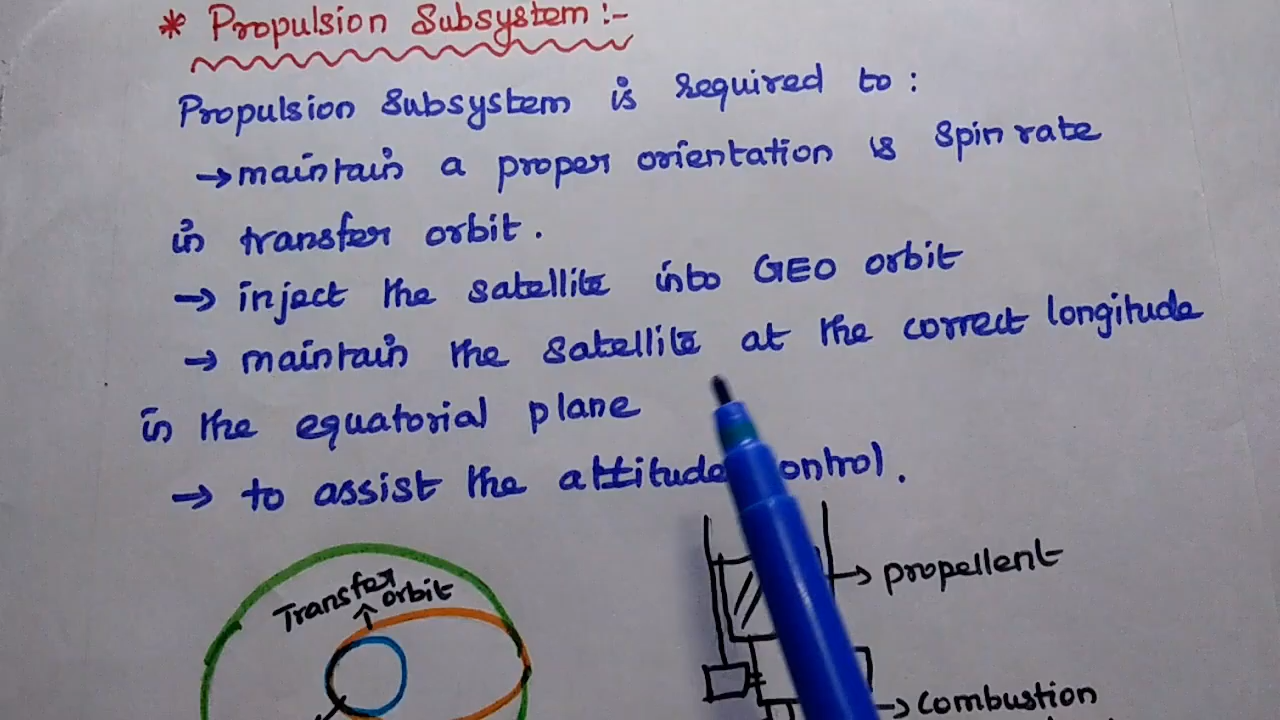 * Propulsion Subsystem :-
Propulsion Subsystem is required to :
→ maintain a proper orientation is spin rate
in transfer orbit.
→ inject the satellite into GEO orbit
→ maintain the satellite at the correct longitude
in the equatorial plane
→ to assist the attitude control.
Transfer
orbit
→ propellent
→ combustion